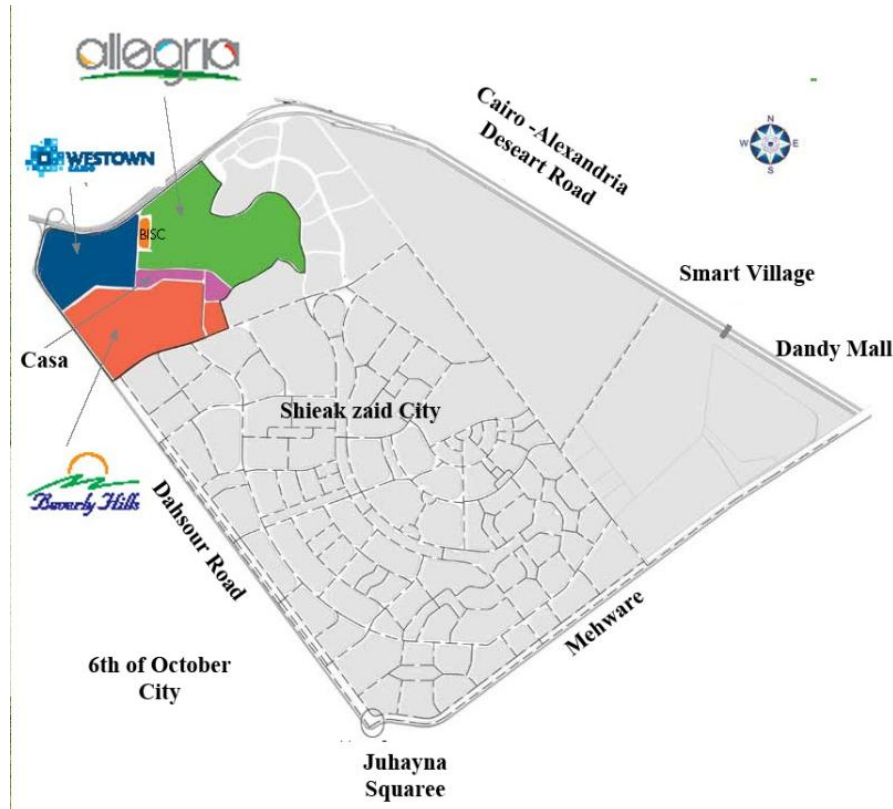 allegria
Cairo -Alexandria
Deseart Road
N
W E
S
WESTOWN
BISC
Smart Village
Dandy Mall
Casa
Shieak zaid City
Beverly Hills
Dahsour Road
Mehware
6th of October
City
Juhayna
Squaree